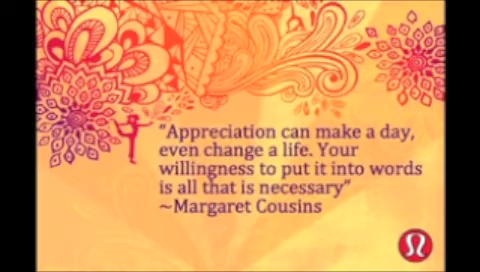 "Appreciation can make a day,
even change a life. Your
willingness to put it into words
is all that is necessary"
~Margaret Cousins